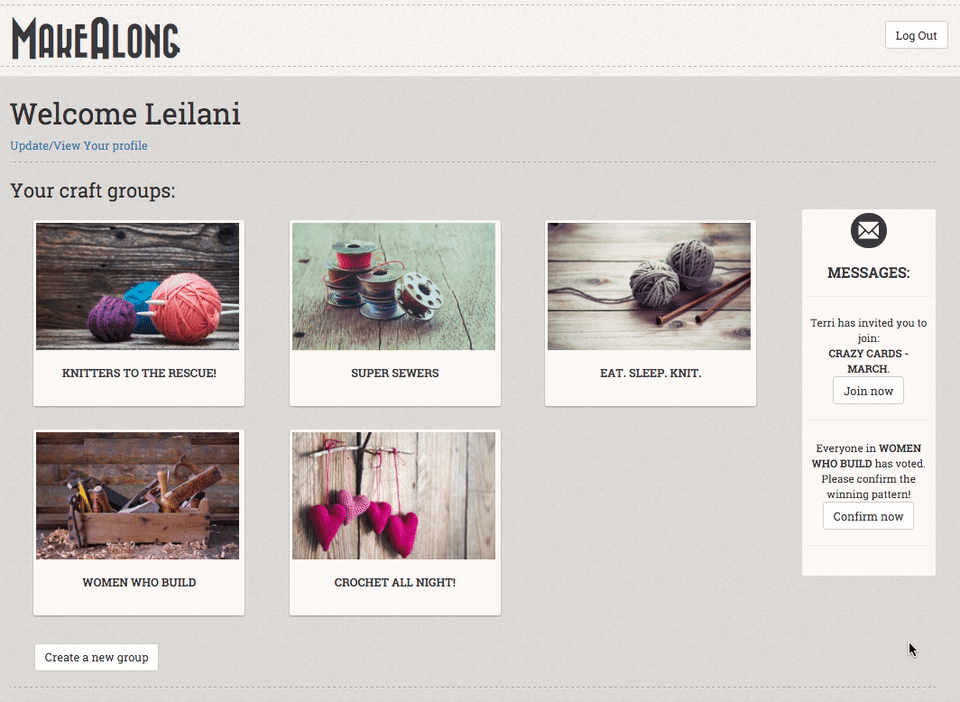 MAKEALONG
Log Out
Welcome Leilani
Update/View Your profile
Your craft groups:
KNITTERS TO THE RESCUE!
SUPER SEWERS
EAT. SLEEP. KNIT.
WOMEN WHO BUILD
CROCHET ALL NIGHT!
Create a new group
MESSAGES:
Terri has invited you to
join:
CRAZY CARDS -
MARCH.
Join now
Everyone in WOMEN
WHO BUILD has voted.
Please confirm the
winning pattern!
Confirm now